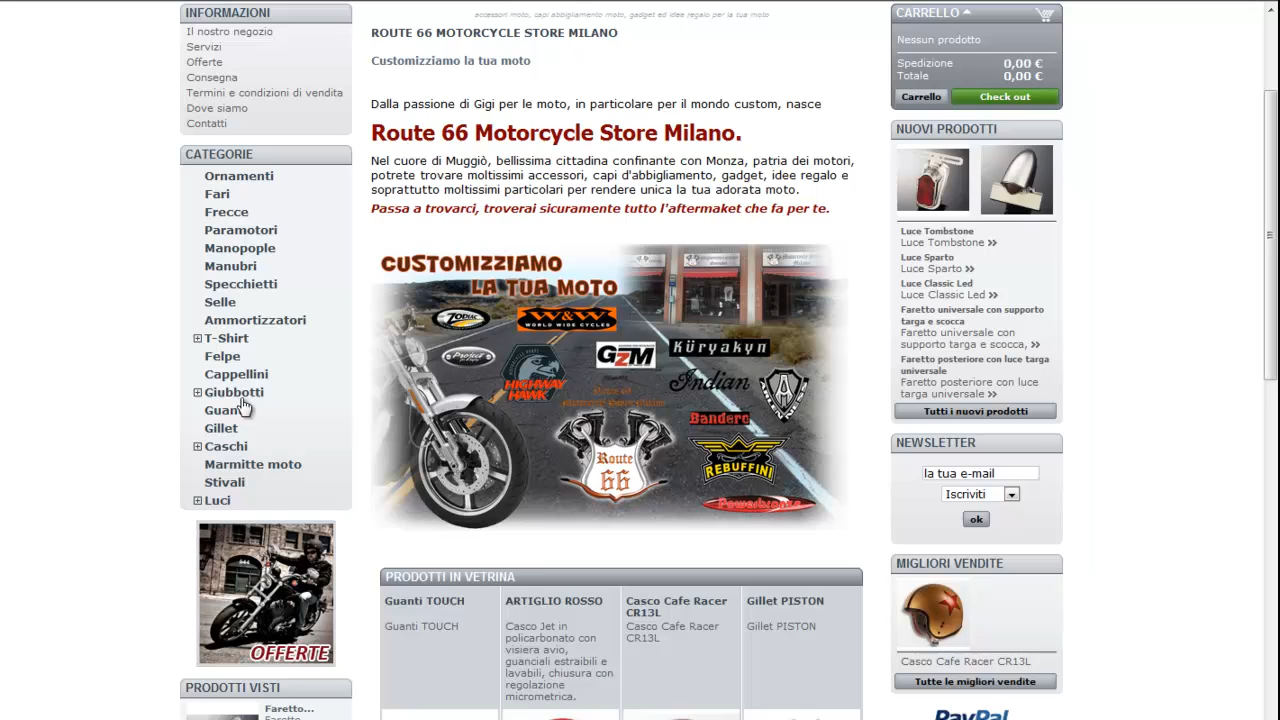 INFORMAZIONI
Il nostro negozio
Servizi
Offerte
Consegna
Termini e condizioni di vendita
Dove siamo
Contatti
CATEGORIE
Ornamenti
Fari
Frecce
Paramotori
Manopople
Manubri
Specchietti
Selle
Ammortizzatori
T-Shirt
Felpe
Cappellini
Giubbotti
Guan
Gillet
Caschi
Marmitte moto
Stivali
Luci
OFFERTE
PRODOTTI VISTI
Faretto...
Faretto
accessori moto, capi abbigliamento moto, gadget ed idee regalo per la tua moto
ROUTE 66 MOTORCYCLE STORE MILANO
Customizziamo la tua moto
Dalla passione di Gigi per le moto, in particolare per il mondo custom, nasce
Route 66 Motorcycle Store Milano.
Nel cuore di Muggiò, bellissima cittadina confinante con Monza, patria dei motori,
potrete trovare moltissimi accessori, capi d'abbigliamento, gadget, idee regalo e
soprattutto moltissimi particolari per rendere unica la tua adorata moto.
Passa a trovarci, troverai sicuramente tutto l'aftermaket che fa per te.
CUSTOMIZZIAMO
LA TUA MOTO
ZODIAC
W&W
WORLD WIDE CYCLES
HIGHWAY
HAWK
GZM
Küryakyn
Indian
Bandero
REBUFFINI
Route
66
Powerbronze
PRODOTTI IN VETRINA
Guanti TOUCH
Guanti TOUCH
ARTIGLIO ROSSO
Casco Jet in
policarbonato con
visiera avio,
guanciali estraibili e
lavabili, chiusura con
regolazione
micrometrica.
Casco Cafe Racer
CR13L
Casco Cafe Racer
CR13L
Gillet PISTON
Gillet PISTON
CARRELLO
Nessun prodotto
Spedizione 0,00 €
Totale 0,00 €
Carrello Check out
NUOVI PRODOTTI
Luce Tombstone
Luce Tombstone »
Luce Sparto
Luce Sparto »
Luce Classic Led
Luce Classic Led »
Faretto universale con supporto
targa e scocca
Faretto universale con
supporto targa e scocca, »
Faretto posteriore con luce targa
universale
Faretto posteriore con luce
targa universale »
Tutti i nuovi prodotti
NEWSLETTER
la tua e-mail
Iscriviti
ok
MIGLIORI VENDITE
Casco Cafe Racer CR13L
Tutte le migliori vendite
PayPal